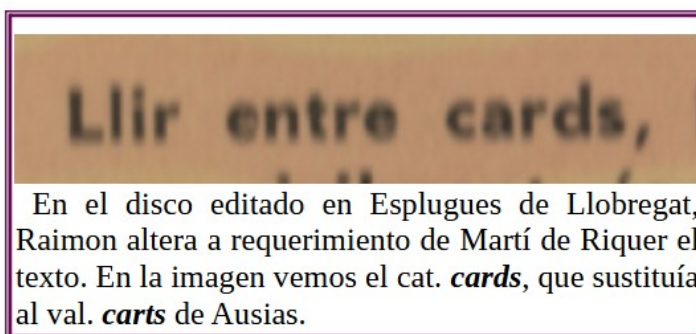 Llir entre cards,
En el disco editado en Esplugues de Llobregat,
Raimon altera a requerimiento de Martí de Riquer el
texto. En la imagen vemos el cat. cards, que sustituía
al val. carts de Ausias.